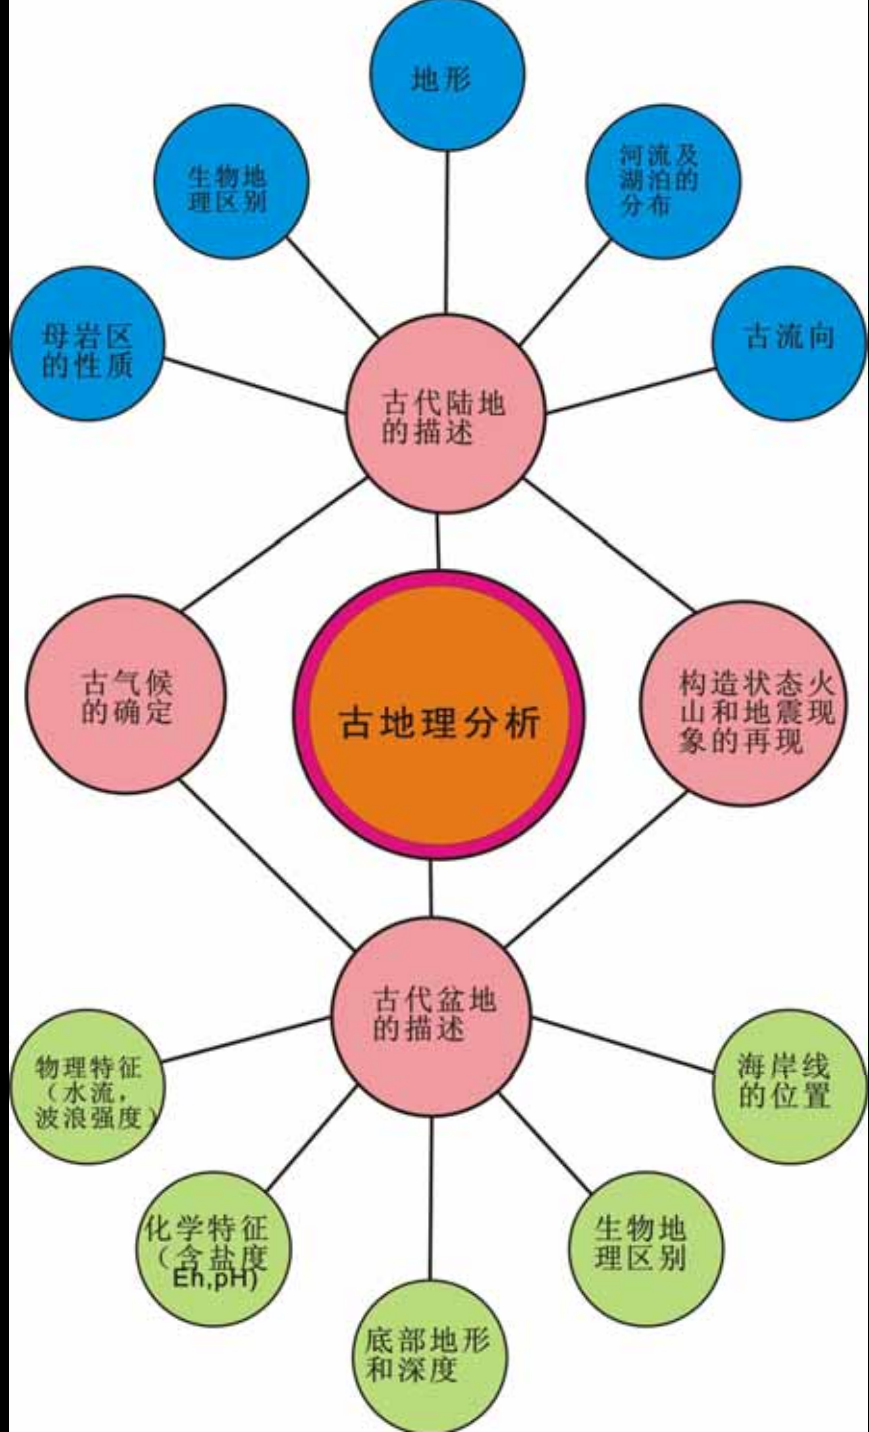 地形
生物地
理区别
河流及
湖泊的
分布
母岩区
的性质
古流向
古代陆地
的描述
古气候
的确定
古地理分析
构造状态火
山和地震现
象的再现
古代盆地
的描述
物理特征
（水流，
波浪强度）
海岸线
的位置
化学特征
（含盐度
Eh,pH)
生物地
理区别
底部地形
和深度